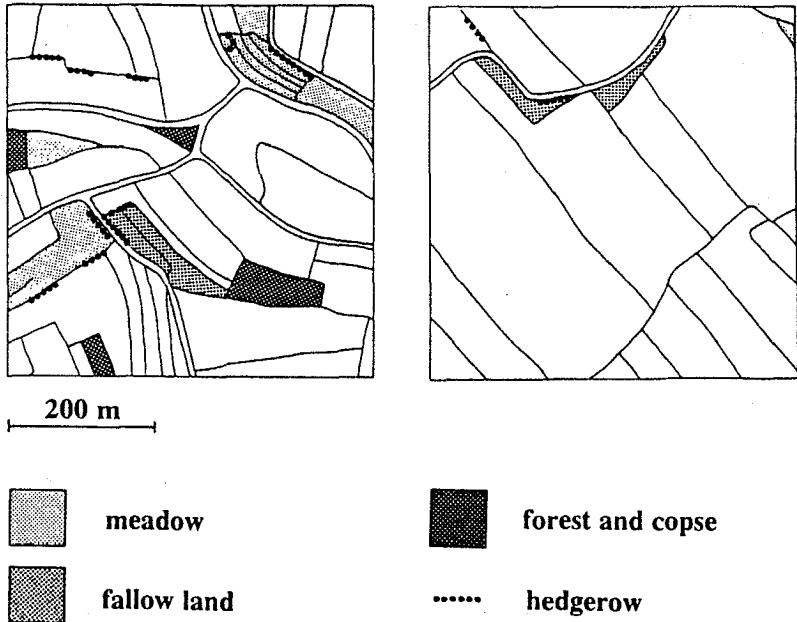 200 m
meadow
forest and copse
fallow land
hedgerow